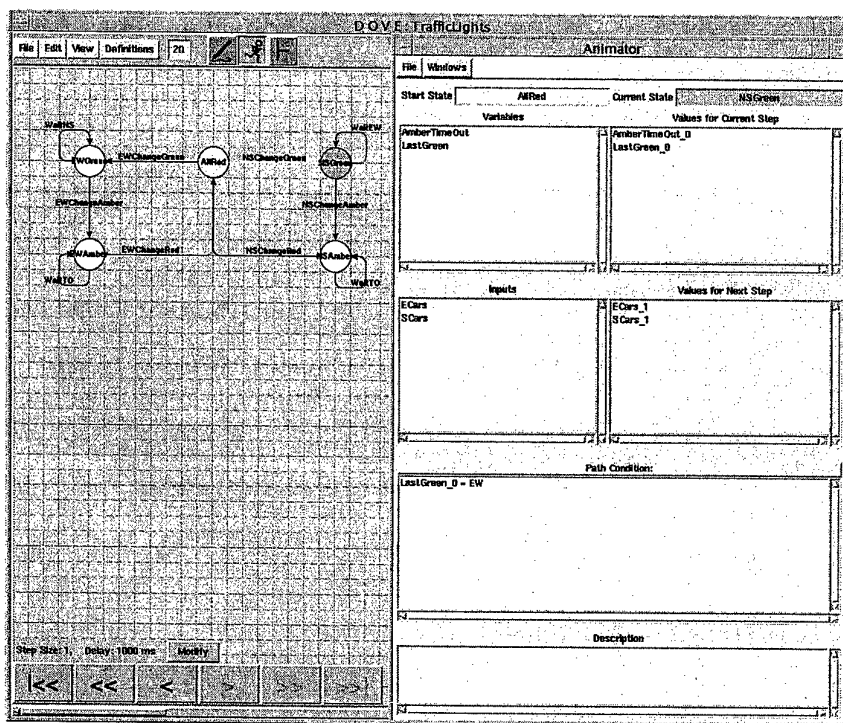 D O V E: TrafficLights
File Edit View Definitions 20
Animator
File Windows
Start State AllRed Current State NSGreen
Variables Values for Current Step
AmberTimeOut AmberTimeOut_0
LastGreen LastGreen_0
WaitNS WaitEW
EWGreen EWChangeGreen AllRed NSChangeGreen NSGreen
EWChangeAmber NSChangeAmber
EWAmber EWChangeRed NSChangeRed NSAmber
WaitTO WaitTO
Inputs Values for Next Step
ECars ECars_1
SCars SCars_1
Path Condition:
LastGreen_0 = EW
Description
Step Size: 1, Delay: 1000 ms Modify
|<< << < > >> >>|